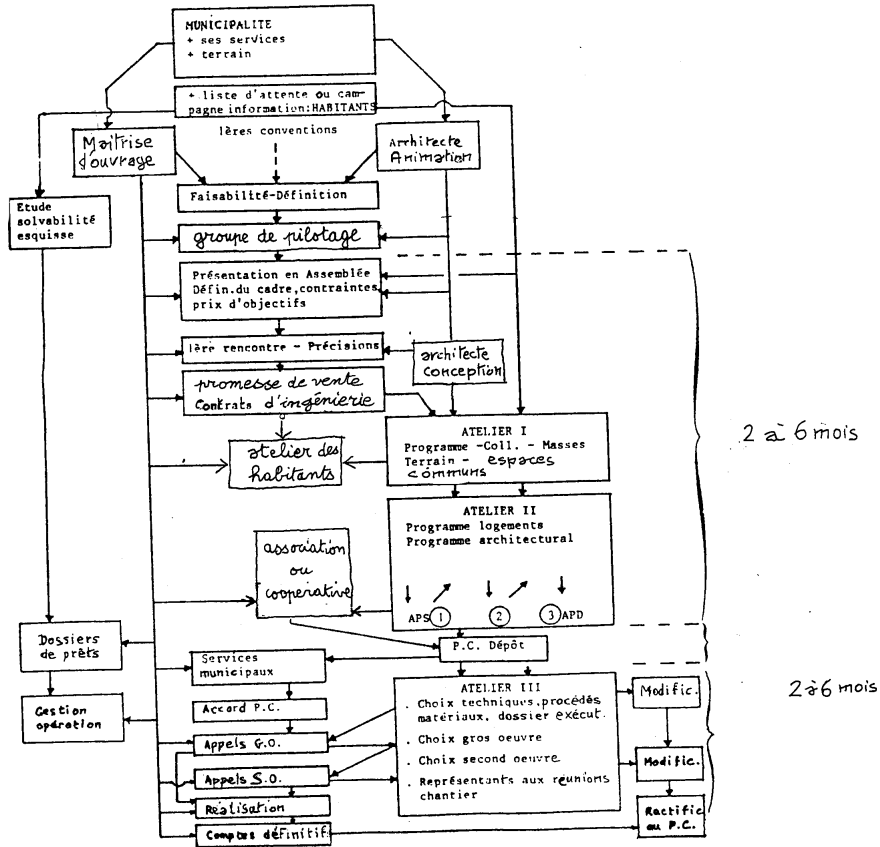 MUNICIPALITE
+ ses services
+ terrain
+ liste d'attente ou cam-
pagne information:HABITANTS
1ères conventions
Maîtrise
d'ouvrage
Architecte
Animation
Faisabilité-Définition
Etude
solvabilité
esquisse
groupe de pilotage
Présentation en Assemblée
Défin.du cadre,contraintes
prix d'objectifs
1ère rencontre - Précisions
architecte
conception
promesse de vente
Contrats d'ingénierie
2 à 6 mois
ATELIER I
Programme -Coll. - Masses
Terrain - espaces
communs
atelier des
habitants
ATELIER II
Programme logements
Programme architectural
association
ou
coopérative
APS 1 2 3 APD
Dossiers
de prêts
P.C. Dépôt
Services
municipaux
ATELIER III
. Choix techniques,procédés
matériaux, dossier exécut.
. Choix gros oeuvre
. Choix second oeuvre
. Représentants aux réunions
chantier
Modific.
2 à 6 mois
Gestion
opération
Accord P.C.
Appels G.O.
Modific.
Appels S.O.
Réalisation
Ractifie
au P.C.
Comptes définitif